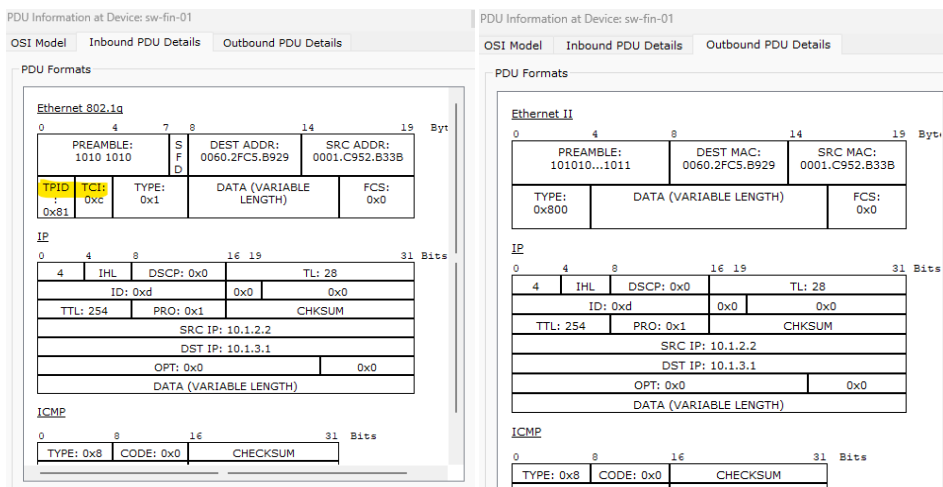 PDU Information at Device: sw-fin-01
OSI Model Inbound PDU Details Outbound PDU Details
PDU Formats
Ethernet 802.1q
0 4 7 8 14 19 Byt
PREAMBLE: 1010 1010
S F D
DEST ADDR: 0060.2FC5.B929
SRC ADDR: 0001.C952.B33B
TPID : 0x81
TCI: 0xc
TYPE: 0x1
DATA (VARIABLE LENGTH)
FCS: 0x0
IP
0 4 8 16 19 31 Bits
4 IHL DSCP: 0x0 TL: 28
ID: 0xd 0x0 0x0
TTL: 254 PRO: 0x1 CHKSUM
SRC IP: 10.1.2.2
DST IP: 10.1.3.1
OPT: 0x0 0x0
DATA (VARIABLE LENGTH)
ICMP
0 8 16 31 Bits
TYPE: 0x8 CODE: 0x0 CHECKSUM
PDU Information at Device: sw-fin-01
OSI Model Inbound PDU Details Outbound PDU Details
PDU Formats
Ethernet II
0 4 8 14 19 Byt
PREAMBLE: 101010...1011
DEST MAC: 0060.2FC5.B929
SRC MAC: 0001.C952.B33B
TYPE: 0x800
DATA (VARIABLE LENGTH)
FCS: 0x0
IP
0 4 8 16 19 31 Bits
4 IHL DSCP: 0x0 TL: 28
ID: 0xd 0x0 0x0
TTL: 254 PRO: 0x1 CHKSUM
SRC IP: 10.1.2.2
DST IP: 10.1.3.1
OPT: 0x0 0x0
DATA (VARIABLE LENGTH)
ICMP
0 8 16 31 Bits
TYPE: 0x8 CODE: 0x0 CHECKSUM